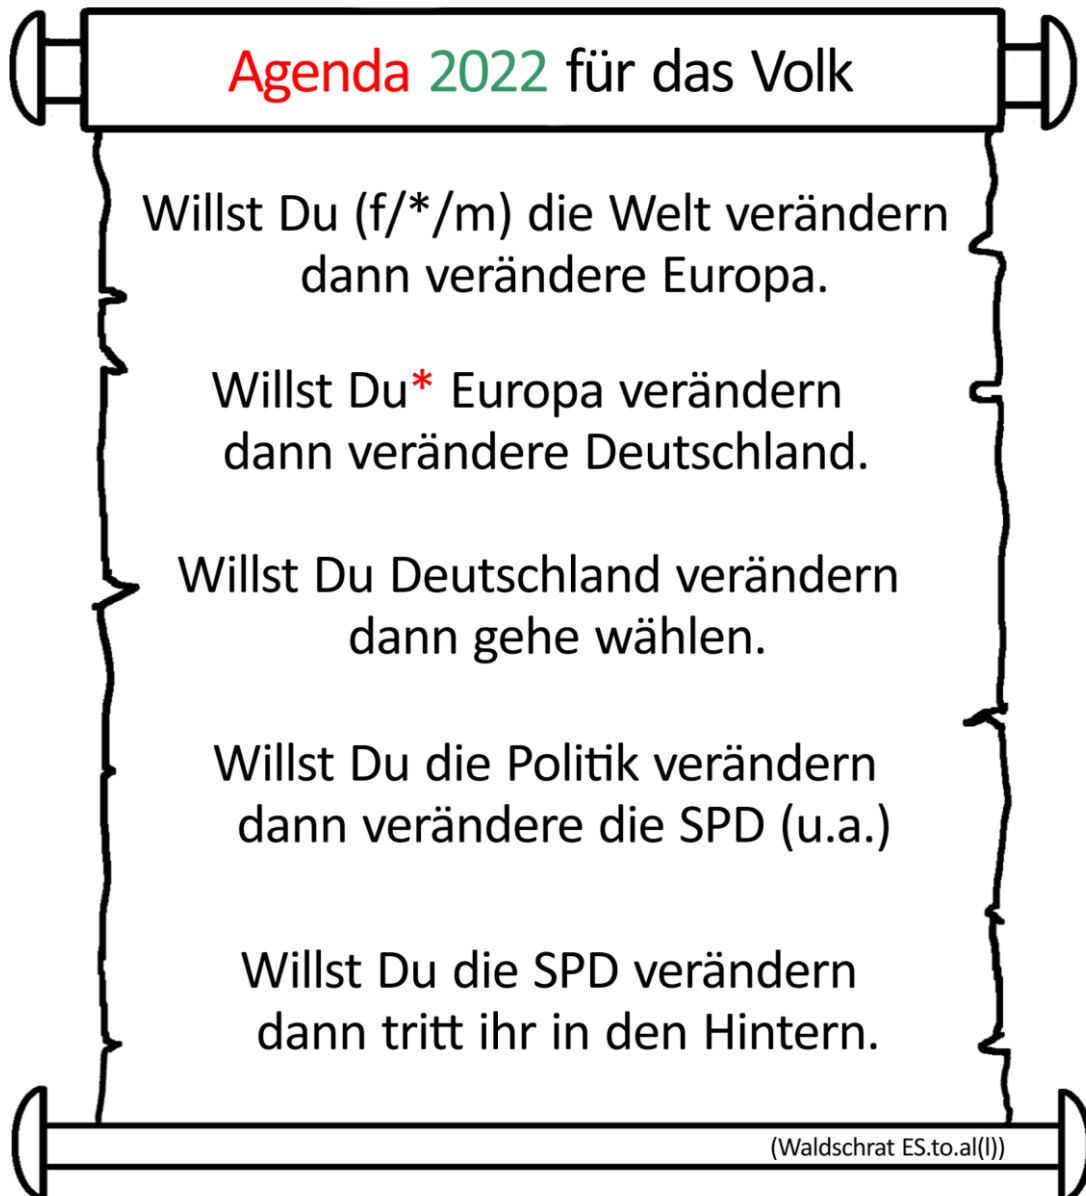 Agenda 2022 für das Volk
Willst Du (f/*/m) die Welt verändern
dann verändere Europa.
Willst Du* Europa verändern
dann verändere Deutschland.
Willst Du Deutschland verändern
dann gehe wählen.
Willst Du die Politik verändern
dann verändere die SPD (u.a.)
Willst Du die SPD verändern
dann tritt ihr in den Hintern.
(Waldschrat ES.to.al(l))